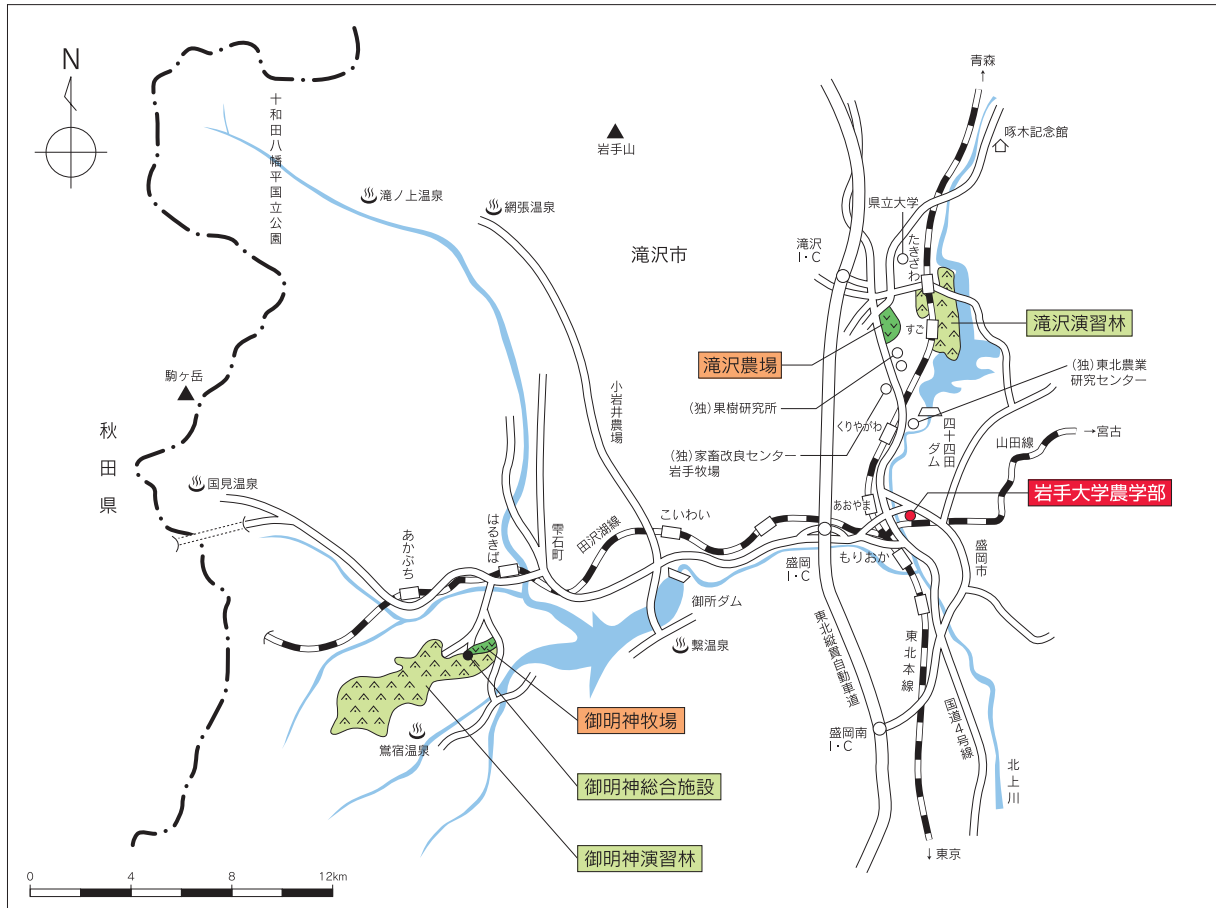 N
十和田八幡平国立公園
青森
↑
啄木記念館
岩手山
滝ノ上温泉
網張温泉
県立大学
たきざわ
滝沢市
滝沢
I・C
滝沢演習林
すご
滝沢農場
(独)東北農業
研究センター
駒ヶ岳
小岩井農場
(独)果樹研究所
くりやがわ
四十四田ダム
山田線
→宮古
(独)家畜改良センター
岩手牧場
秋田県
国見温泉
岩手大学農学部
あおやま
はるきば
雫石町
田沢湖線
こいわい
あかぶち
盛岡
I・C
もりおか
盛岡市
御所ダム
繋温泉
東北縦貫自動車道
東北本線
国道4号線
御明神牧場
盛岡南
I・C
鶯宿温泉
北上川
御明神総合施設
御明神演習林
↓東京
0 4 8 12km